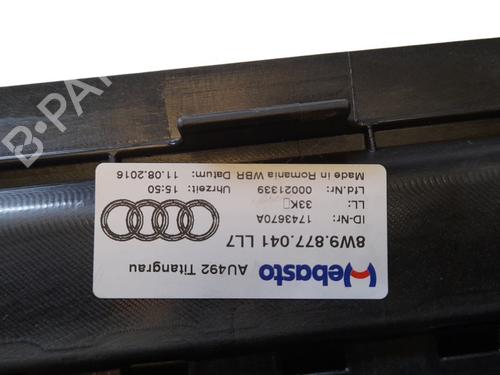 Webasto AU492 Titangrau
8W9.877.041 LL7
ID-Nr: 1743670A
LL: 33K
Lfd.Nr: 00021339
Uhrzeit: 15:50
Made in Romania WBR Datum: 11.08.2016
B-PARTS